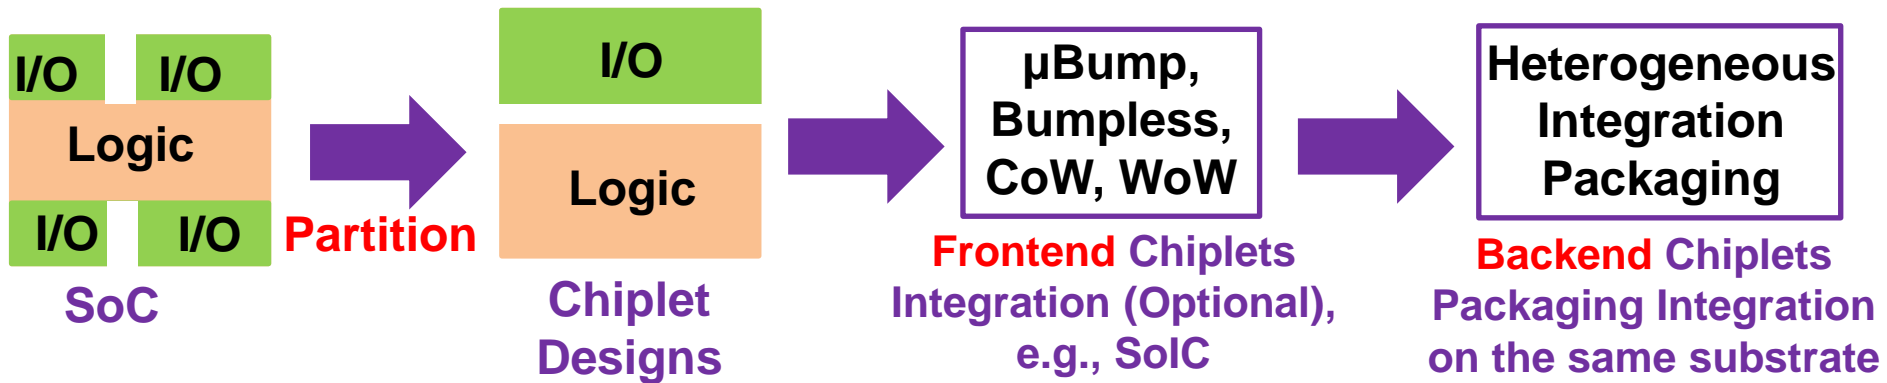 I/O I/O
Logic
I/O I/O
SoC
Partition
I/O
Logic
Chiplet
Designs
µBump,
Bumpless,
CoW, WoW
Frontend Chiplets
Integration (Optional),
e.g., SoIC
Heterogeneous
Integration
Packaging
Backend Chiplets
Packaging Integration
on the same substrate